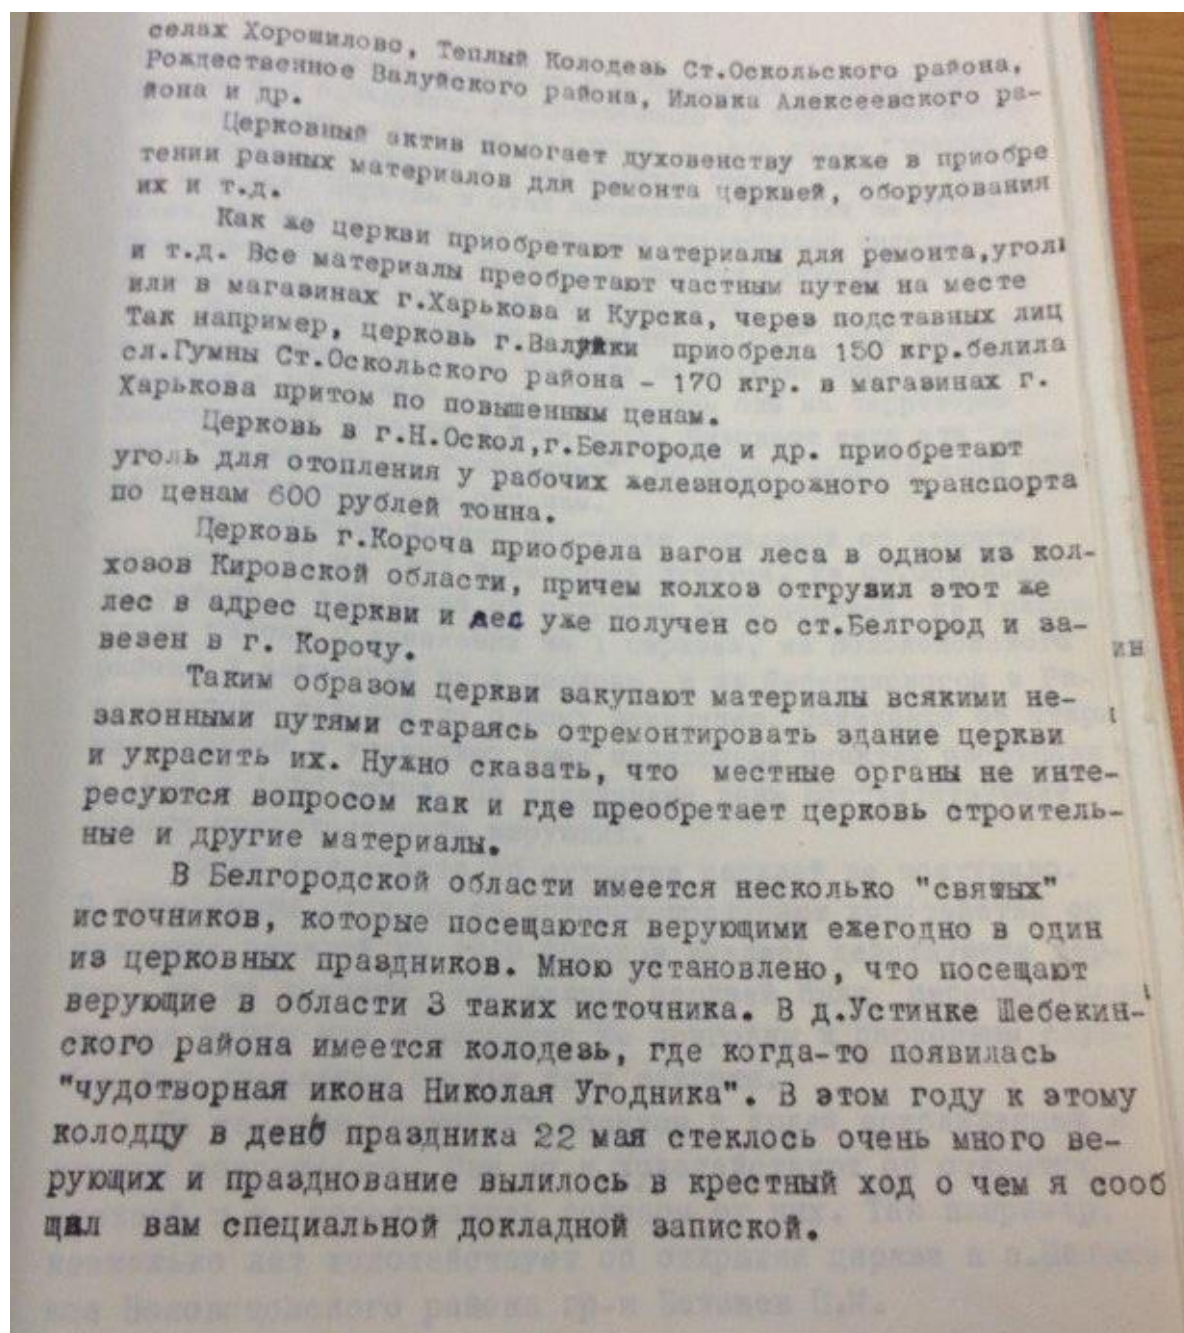 селах Хорошилово, Теплый Колодезь Ст.Оскольского района,
Рождественное Валуйского района, Иловка Алексеевского ра-
йона и др.
Церковный актив помогает духовенству также в приобре
тении разных материалов для ремонта церквей, оборудования
их и т.д.
Как же церкви приобретают материалы для ремонта,угол
и т.д. Все материалы преобретают частным путем на месте
или в магазинах г.Харькова и Курска, через подставных лиц
Так например, церковь г.Валуйки приобрела 150 кгр.белила
сл.Гумны Ст.Оскольского района - 170 кгр. в магазинах г.
Харькова притом по повышенным ценам.
Церковь в г.Н.Оскол,г.Белгороде и др. приобретают
уголь для отопления у рабочих железнодорожного транспорта
по ценам 600 рублей тонна.
Церковь г.Короча приобрела вагон леса в одном из кол-
хозов Кировской области, причем колхоз отгрузил этот же
лес в адрес церкви и лес уже получен со ст.Белгород и за-
везен в г. Корочу.
ин
Таким образом церкви закупают материалы всякими не-
законными путями стараясь отремонтировать здание церкви
и украсить их. Нужно сказать, что местные органы не инте-
ресуются вопросом как и где преобретает церковь строитель-
ные и другие материалы.
В Белгородской области имеется несколько "святых"
источников, которые посещаются верующими ежегодно в один
из церковных праздников. Мною установлено, что посещают
верующие в области 3 таких источника. В д.Устинке Шебекин-
ского района имеется колодезь, где когда-то появилась
"чудотворная икона Николая Угодника". В этом году к этому
колодцу в день праздника 22 мая стеклось очень много ве-
рующих и празднование вылилось в крестный ход о чем я сооб
щал вам специальной докладной запиской.